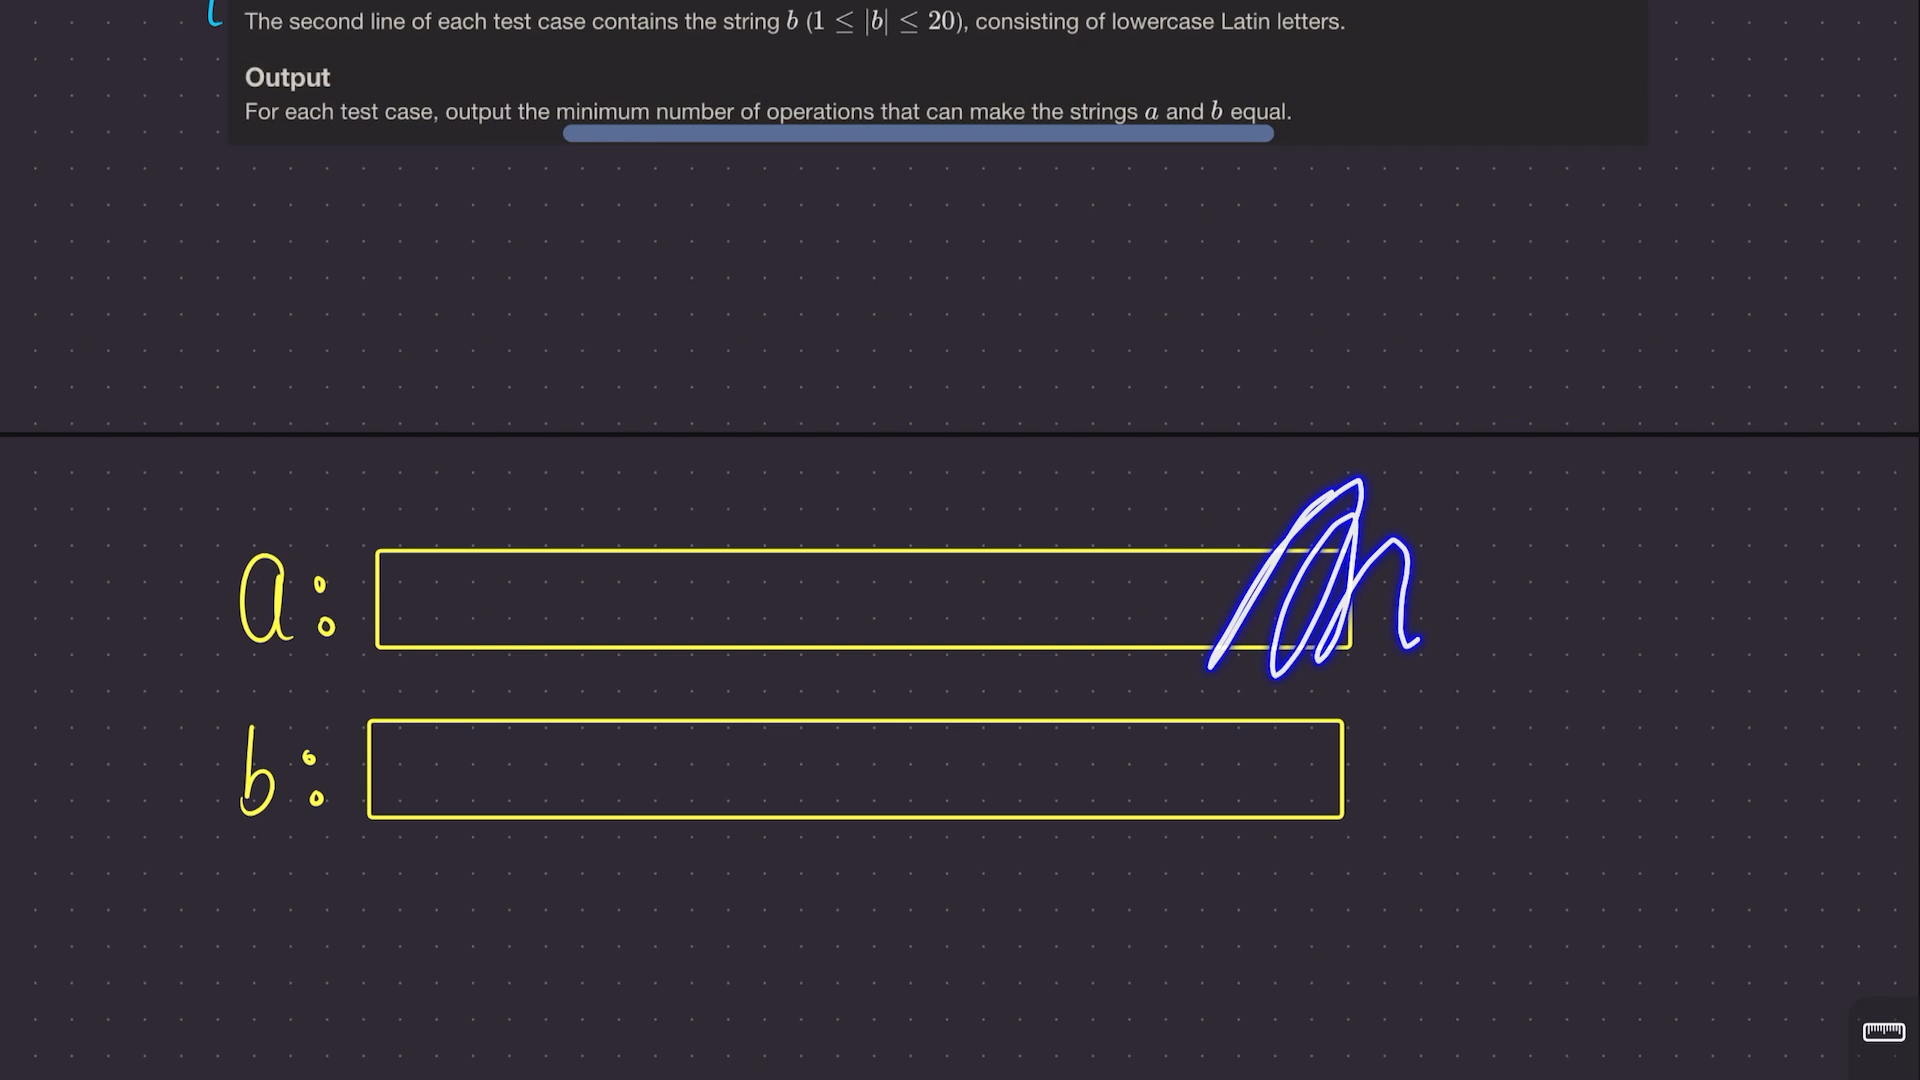 The second line of each test case contains the string b (1 ≤ |b| ≤ 20), consisting of lowercase Latin letters.
Output
For each test case, output the minimum number of operations that can make the strings a and b equal.
a:
b: